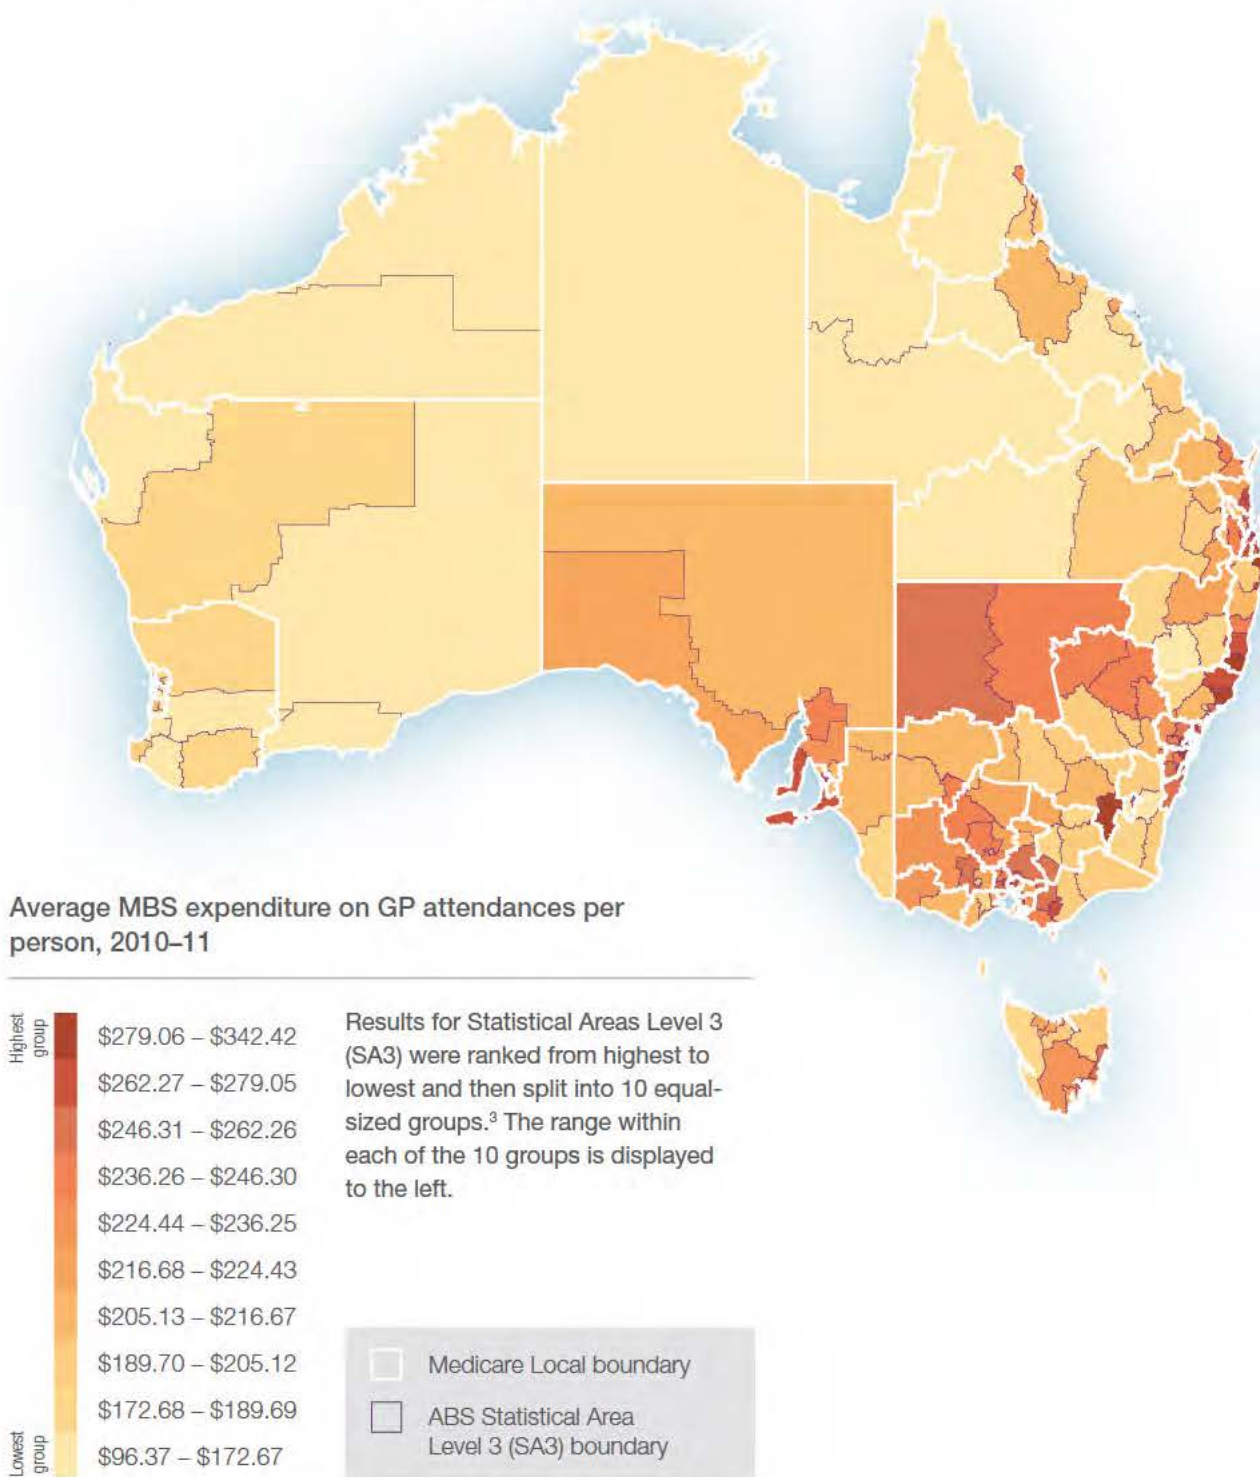 Average MBS expenditure on GP attendances per
person, 2010–11
Highest
group
$279.06 – $342.42
$262.27 – $279.05
$246.31 – $262.26
$236.26 – $246.30
$224.44 – $236.25
$216.68 – $224.43
$205.13 – $216.67
$189.70 – $205.12
$172.68 – $189.69
$96.37 – $172.67
Lowest
group
Results for Statistical Areas Level 3
(SA3) were ranked from highest to
lowest and then split into 10 equal-
sized groups.³ The range within
each of the 10 groups is displayed
to the left.
Medicare Local boundary
ABS Statistical Area
Level 3 (SA3) boundary